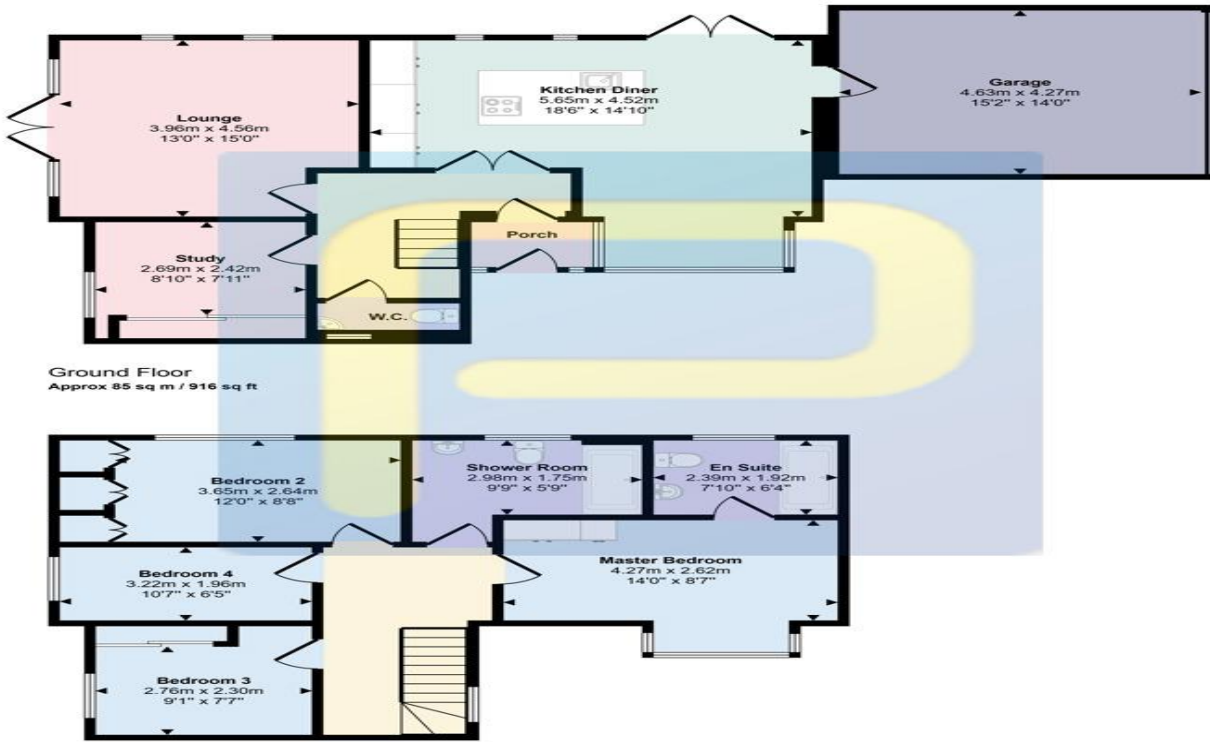 Lounge
3.96m x 4.56m
13'0" x 15'0"
Kitchen Diner
5.65m x 4.52m
18'6" x 14'10"
Garage
4.63m x 4.27m
15'2" x 14'0"
Study
2.69m x 2.42m
8'10" x 7'11"
Porch
W.C.
Ground Floor
Approx 85 sq m / 916 sq ft
Bedroom 2
3.65m x 2.64m
12'0" x 8'8"
Shower Room
2.98m x 1.75m
9'9" x 5'9"
En Suite
2.39m x 1.92m
7'10" x 6'4"
Bedroom 4
3.22m x 1.96m
10'7" x 6'5"
Master Bedroom
4.27m x 2.62m
14'0" x 8'7"
Bedroom 3
2.76m x 2.30m
9'1" x 7'7"